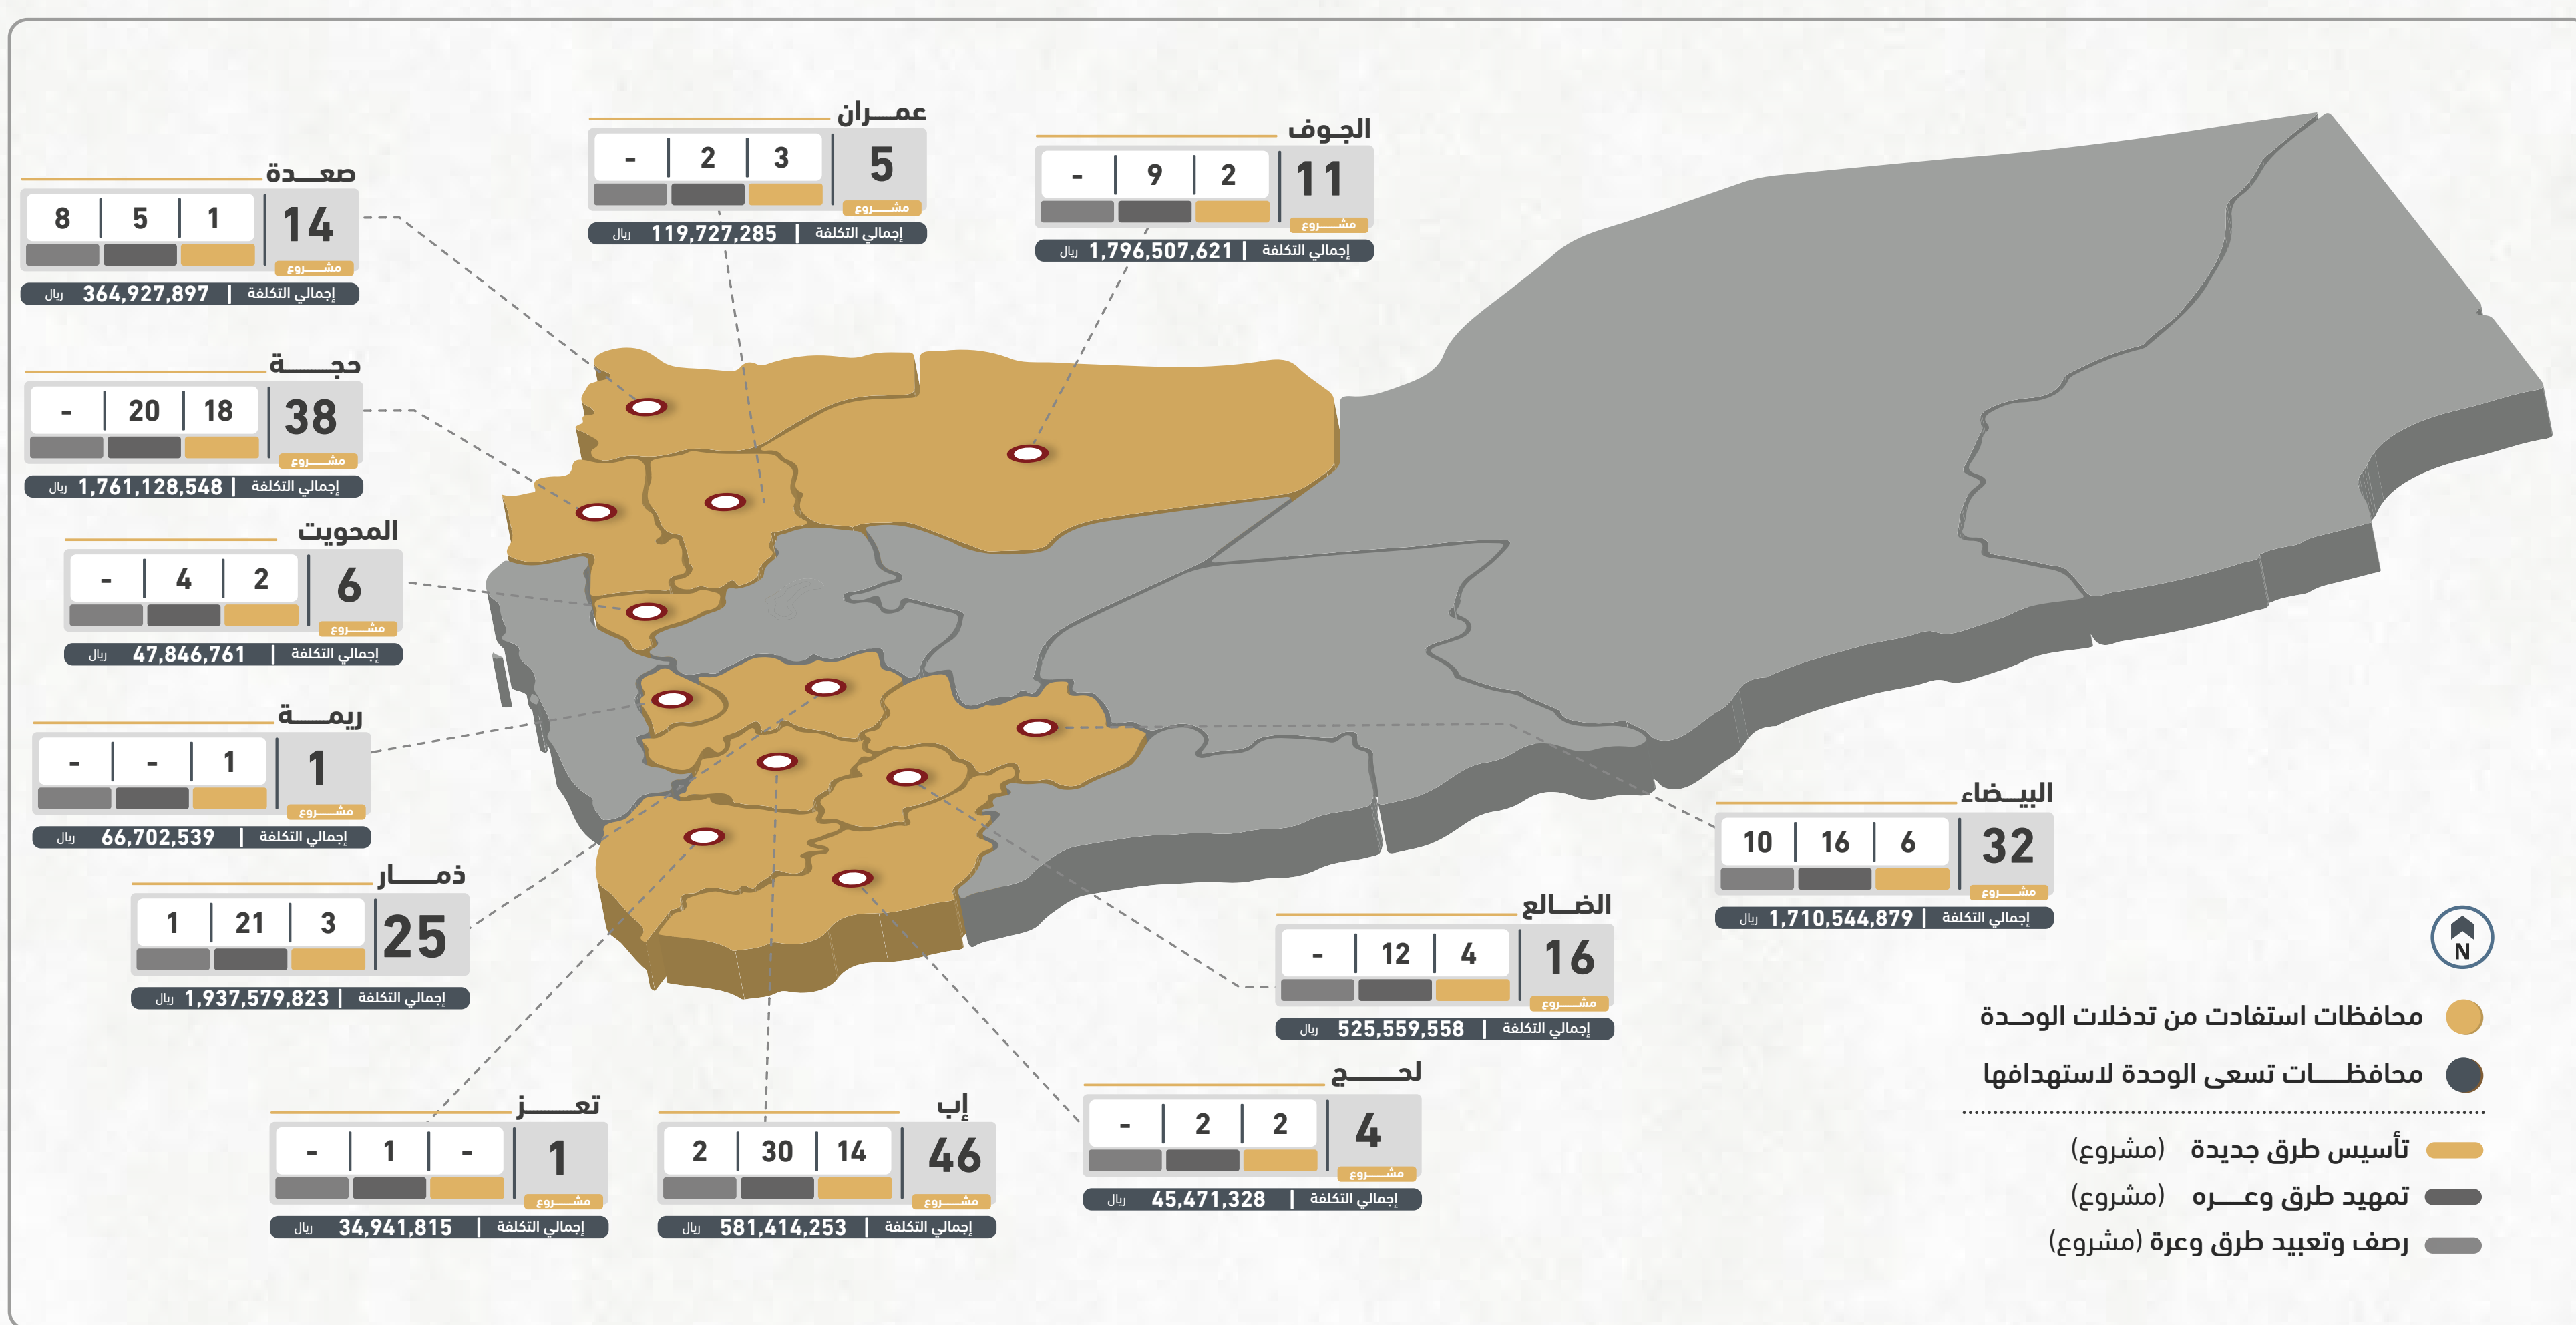 عمـــران
5
3 | 2 | -
مشـــروع
إجمالي التكلفة | 119,727,285 ريال
الجـوف
11
2 | 9 | -
مشـــروع
إجمالي التكلفة | 1,796,507,621 ريال
صعـــدة
14
1 | 5 | 8
مشـــروع
إجمالي التكلفة | 364,927,897 ريال
حجـــــة
38
18 | 20 | -
مشـــروع
إجمالي التكلفة | 1,761,128,548 ريال
المحويت
6
2 | 4 | -
مشـــروع
إجمالي التكلفة | 47,846,761 ريال
ريمـــة
1
1 | - | -
مشـــروع
إجمالي التكلفة | 66,702,539 ريال
ذمـــــار
25
3 | 21 | 1
إجمالي التكلفة | 1,937,579,823 ريال
البيـــضاء
32
6 | 16 | 10
مشـــروع
إجمالي التكلفة | 1,710,544,879 ريال
الضـــالع
16
4 | 12 | -
مشـــروع
إجمالي التكلفة | 525,559,558 ريال
لحـــــج
4
2 | 2 | -
مشـــروع
إجمالي التكلفة | 45,471,328 ريال
إب
46
14 | 30 | 2
مشـــروع
إجمالي التكلفة | 581,414,253 ريال
تعـــــز
1
- | 1 | -
مشـــروع
إجمالي التكلفة | 34,941,815 ريال
N
محافظات استفادت من تدخلات الوحـدة
محافظـــات تسعى الوحدة لاستهدافها
تأسيس طرق جديدة (مشروع)
تمهيد طرق وعـــره (مشروع)
رصف وتعبيد طرق وعرة (مشروع)